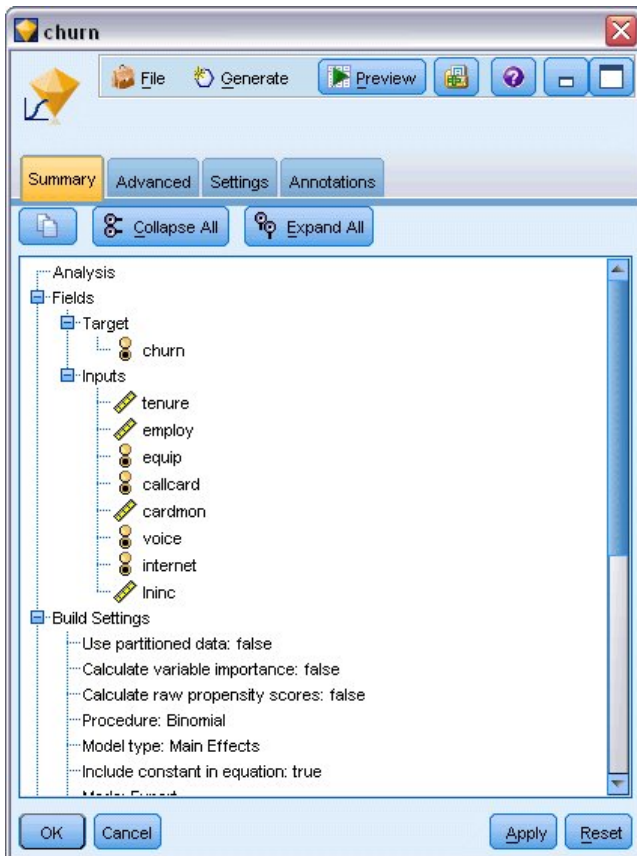 churn
File Generate Preview
Summary Advanced Settings Annotations
Collapse All Expand All
Analysis
Fields
Target
churn
Inputs
tenure
employ
equip
callcard
cardmon
voice
internet
lninc
Build Settings
Use partitioned data: false
Calculate variable importance: false
Calculate raw propensity scores: false
Procedure: Binomial
Model type: Main Effects
Include constant in equation: true
Mode: Expert
OK Cancel Apply Reset